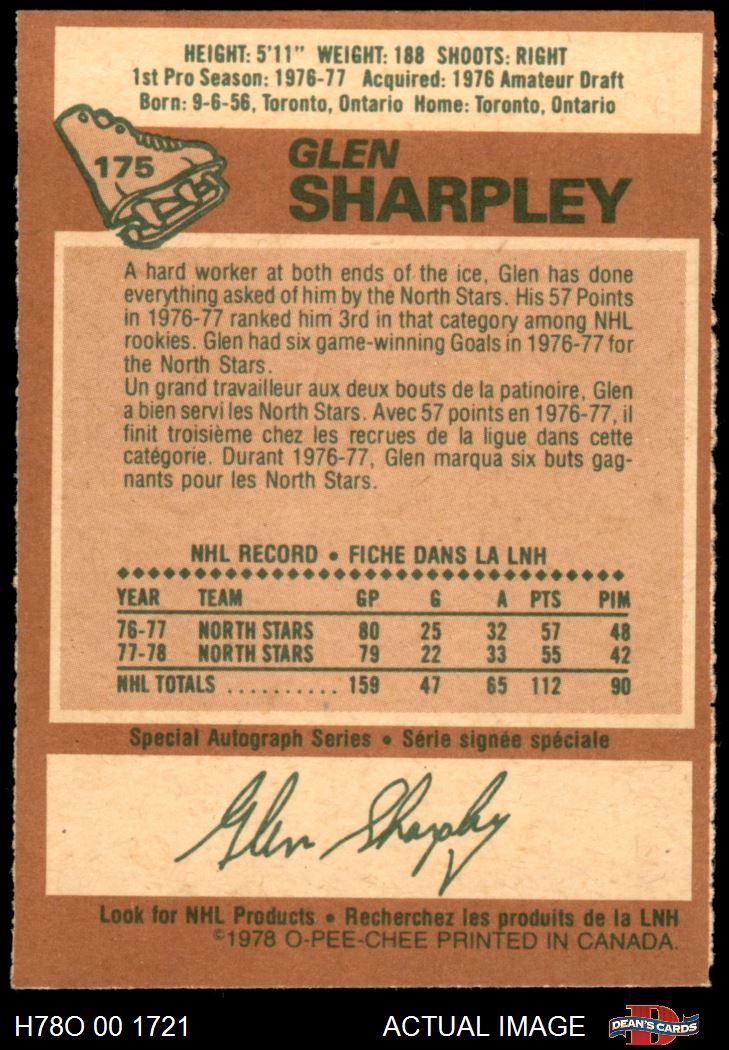 HEIGHT: 5'11" WEIGHT: 188 SHOOTS: RIGHT
1st Pro Season: 1976-77 Acquired: 1976 Amateur Draft
Born: 9-6-56, Toronto, Ontario Home: Toronto, Ontario
175
GLEN
SHARPLEY
A hard worker at both ends of the ice, Glen has done
everything asked of him by the North Stars. His 57 Points
in 1976-77 ranked him 3rd in that category among NHL
rookies. Glen had six game-winning Goals in 1976-77 for
the North Stars.
Un grand travailleur aux deux bouts de la patinoire, Glen
a bien servi les North Stars. Avec 57 points en 1976-77, il
finit troisième chez les recrues de la ligue dans cette
catégorie. Durant 1976-77, Glen marqua six buts gag-
nants pour les North Stars.
NHL RECORD • FICHE DANS LA LNH
YEAR TEAM GP G A PTS PIM
76-77 NORTH STARS 80 25 32 57 48
77-78 NORTH STARS 79 22 33 55 42
NHL TOTALS .......... 159 47 65 112 90
Special Autograph Series • Série signée spéciale
Glen Sharpley
Look for NHL Products • Recherchez les produits de la LNH
©1978 O-PEE-CHEE PRINTED IN CANADA.
H78O 00 1721 ACTUAL IMAGE DEAN'S CARDS